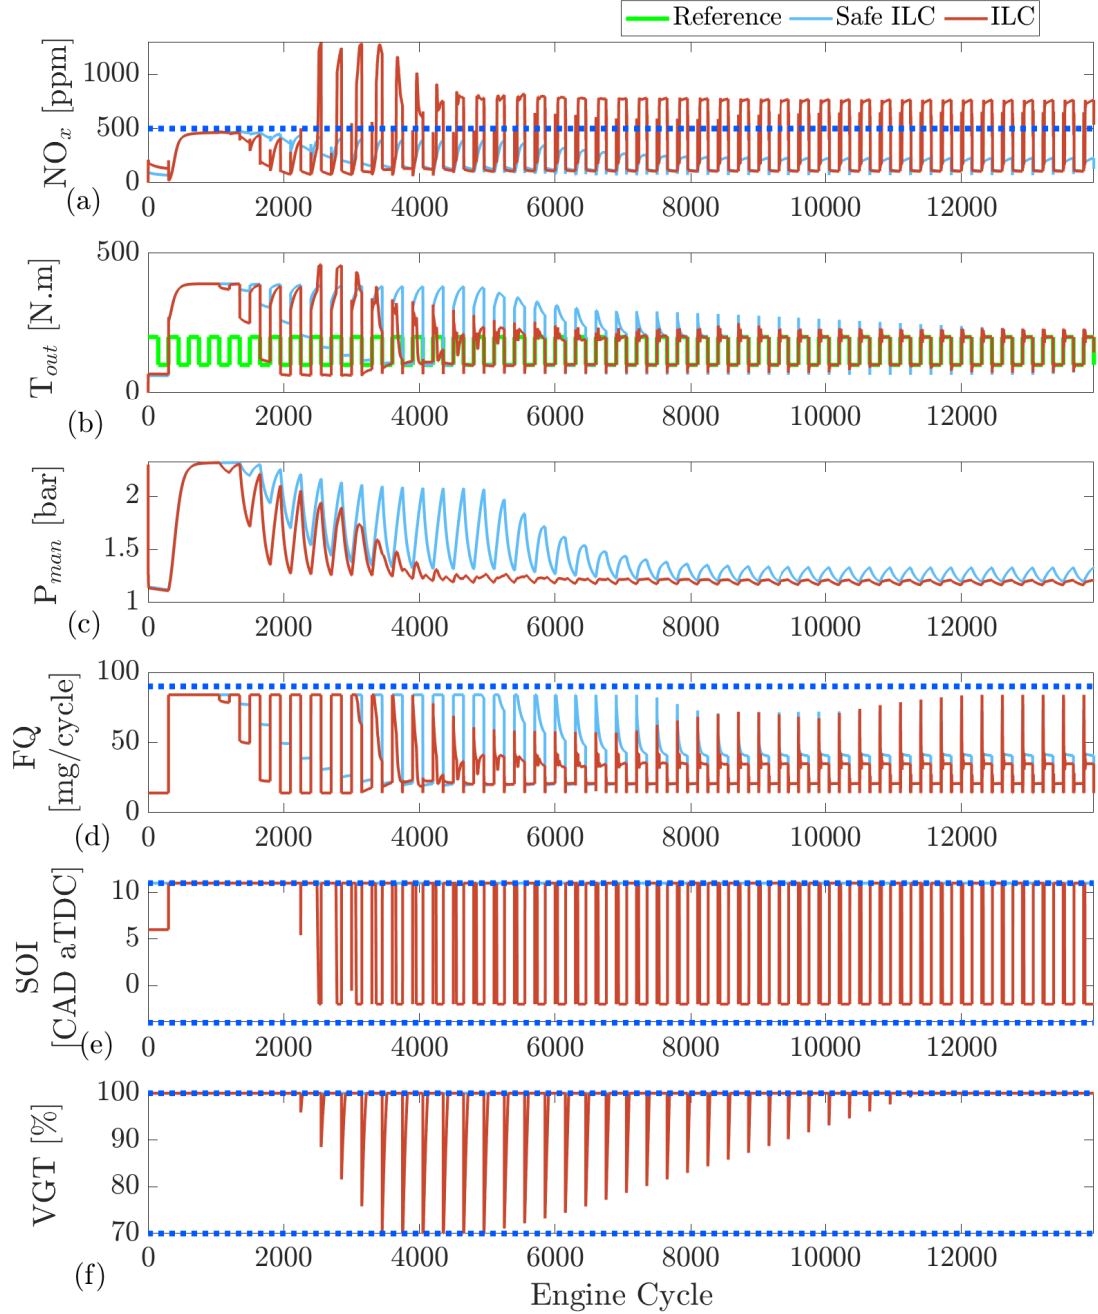 Reference Safe ILC ILC
NOx [ppm]
1000
500
0
(a)
0 2000 4000 6000 8000 10000 12000
Tout [N.m]
500
0
(b)
0 2000 4000 6000 8000 10000 12000
Pman [bar]
2
1.5
1
(c)
0 2000 4000 6000 8000 10000 12000
FQ
[mg/cycle]
100
50
0
(d)
0 2000 4000 6000 8000 10000 12000
SOI
[CAD aTDC]
10
5
0
(e)
0 2000 4000 6000 8000 10000 12000
VGT [%]
100
90
80
70
(f)
0 2000 4000 6000 8000 10000 12000
Engine Cycle